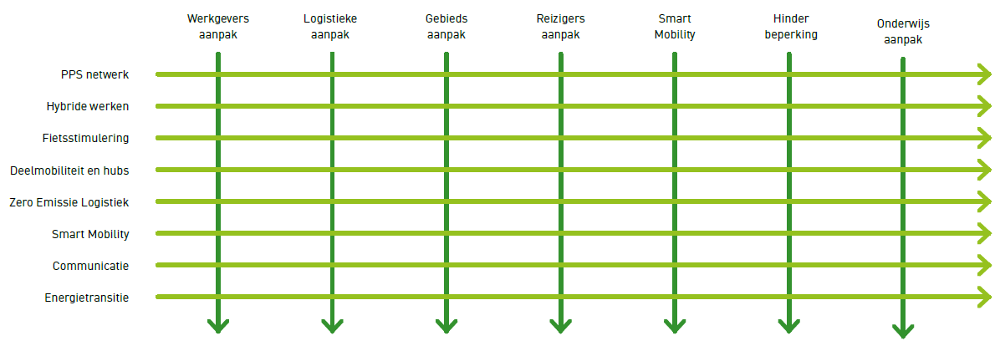 Werkgevers
aanpak
Logistieke
aanpak
Gebieds
aanpak
Reizigers
aanpak
Smart
Mobility
Hinder
beperking
Onderwijs
aanpak
PPS netwerk
Hybride werken
Fietsstimulering
Deelmobiliteit en hubs
Zero Emissie Logistiek
Smart Mobility
Communicatie
Energietransitie